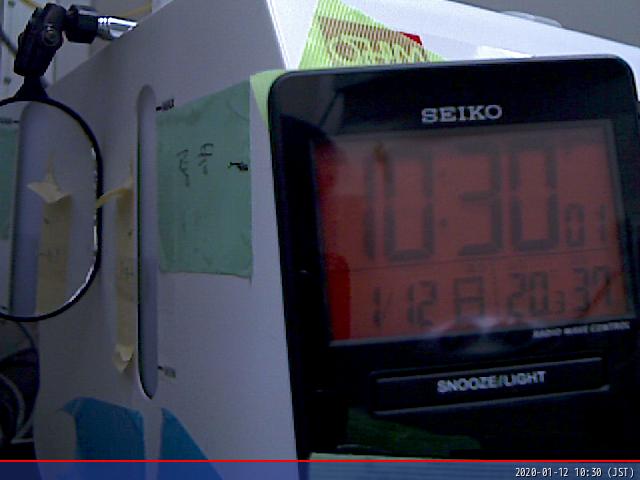 SEIKO
10:30 01
1/12 日 20.3 37
RADIO WAVE CONTROL
SNOOZE/LIGHT
2020-01-12 10:30 (JST)